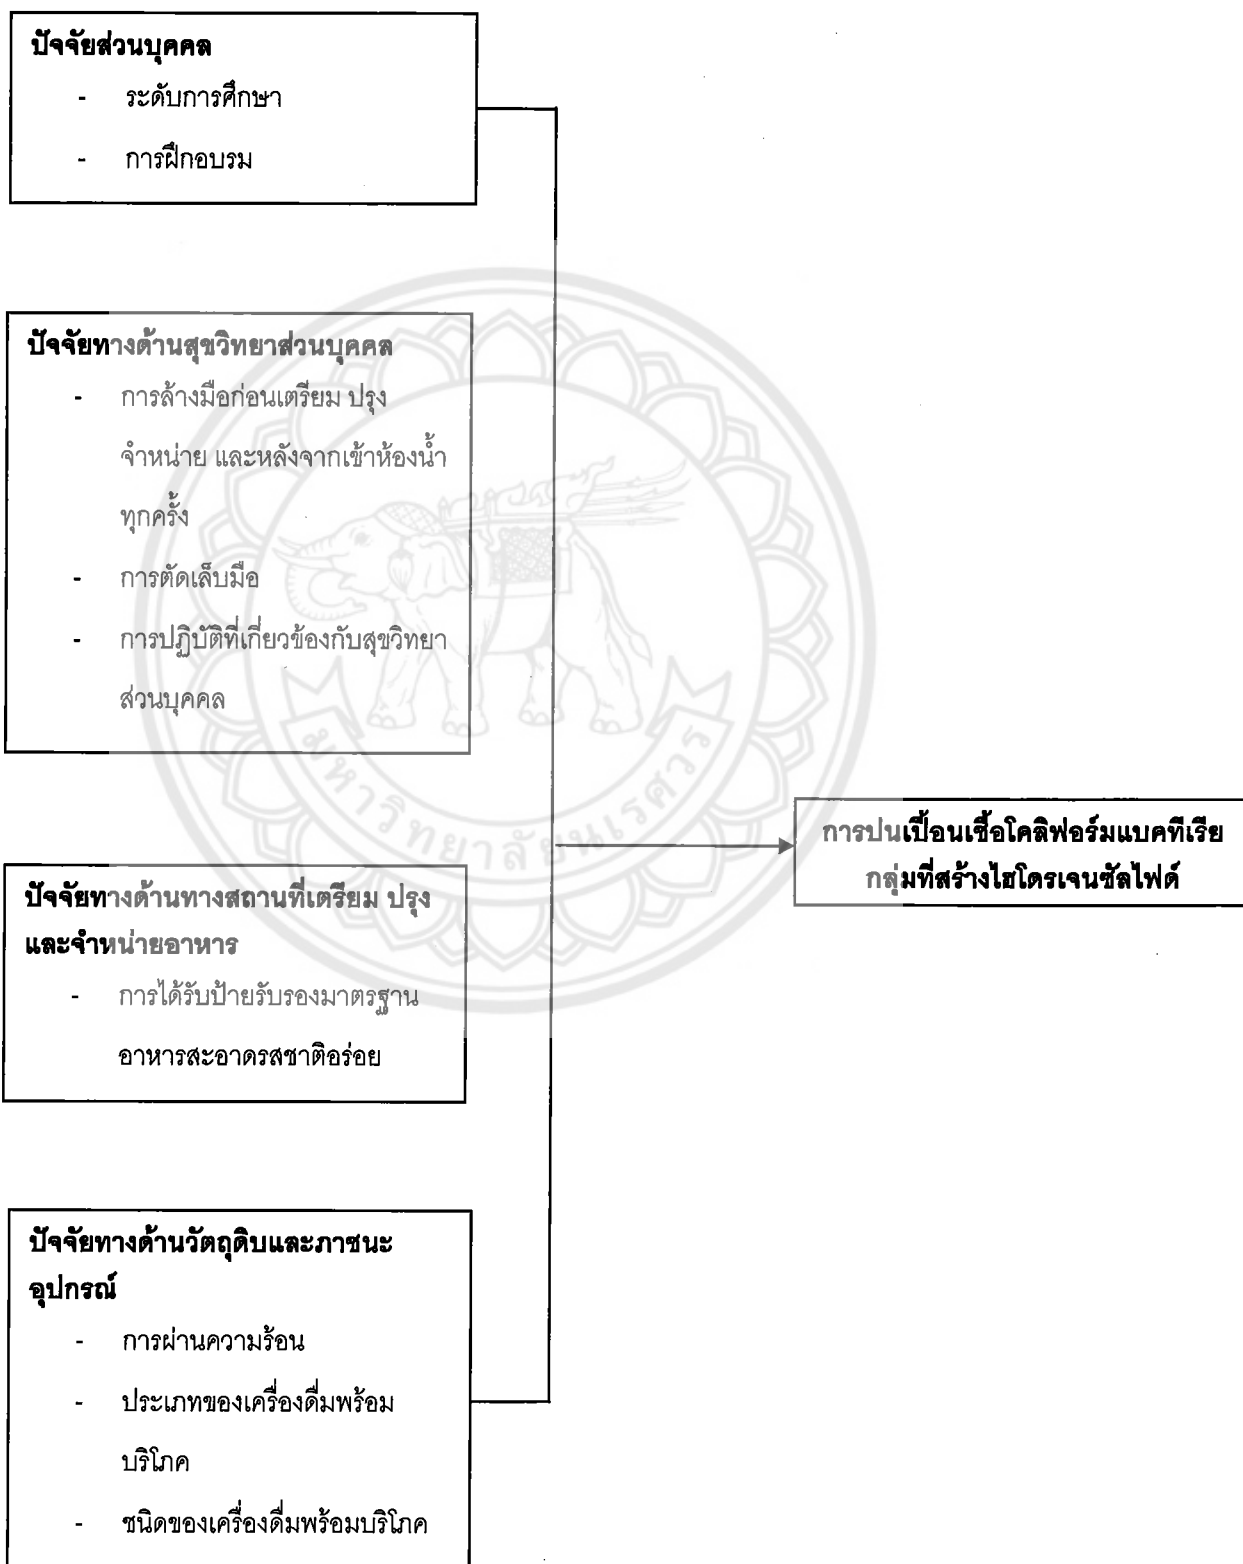 ปัจจัยส่วนบุคคล
- ระดับการศึกษา
- การฝึกอบรม
ปัจจัยทางด้านสุขวิทยาส่วนบุคคล
- การล้างมือก่อนเตรียม ปรุง
จำหน่าย และหลังจากเข้าห้องน้ำ
ทุกครั้ง
- การตัดเล็บมือ
- การปฏิบัติที่เกี่ยวข้องกับสุขวิทยา
ส่วนบุคคล
มหาวิทยาลัยนเรศวร
การปนเปื้อนเชื้อโคลิฟอร์มแบคทีเรีย
กลุ่มที่สร้างไฮโดรเจนซัลไฟด์
ปัจจัยทางด้านทางสถานที่เตรียม ปรุง
และจำหน่ายอาหาร
- การได้รับป้ายรับรองมาตรฐาน
อาหารสะอาดรสชาติอร่อย
ปัจจัยทางด้านวัตถุดิบและภาชนะ
อุปกรณ์
- การผ่านความร้อน
- ประเภทของเครื่องดื่มพร้อม
บริโภค
- ชนิดของเครื่องดื่มพร้อมบริโภค